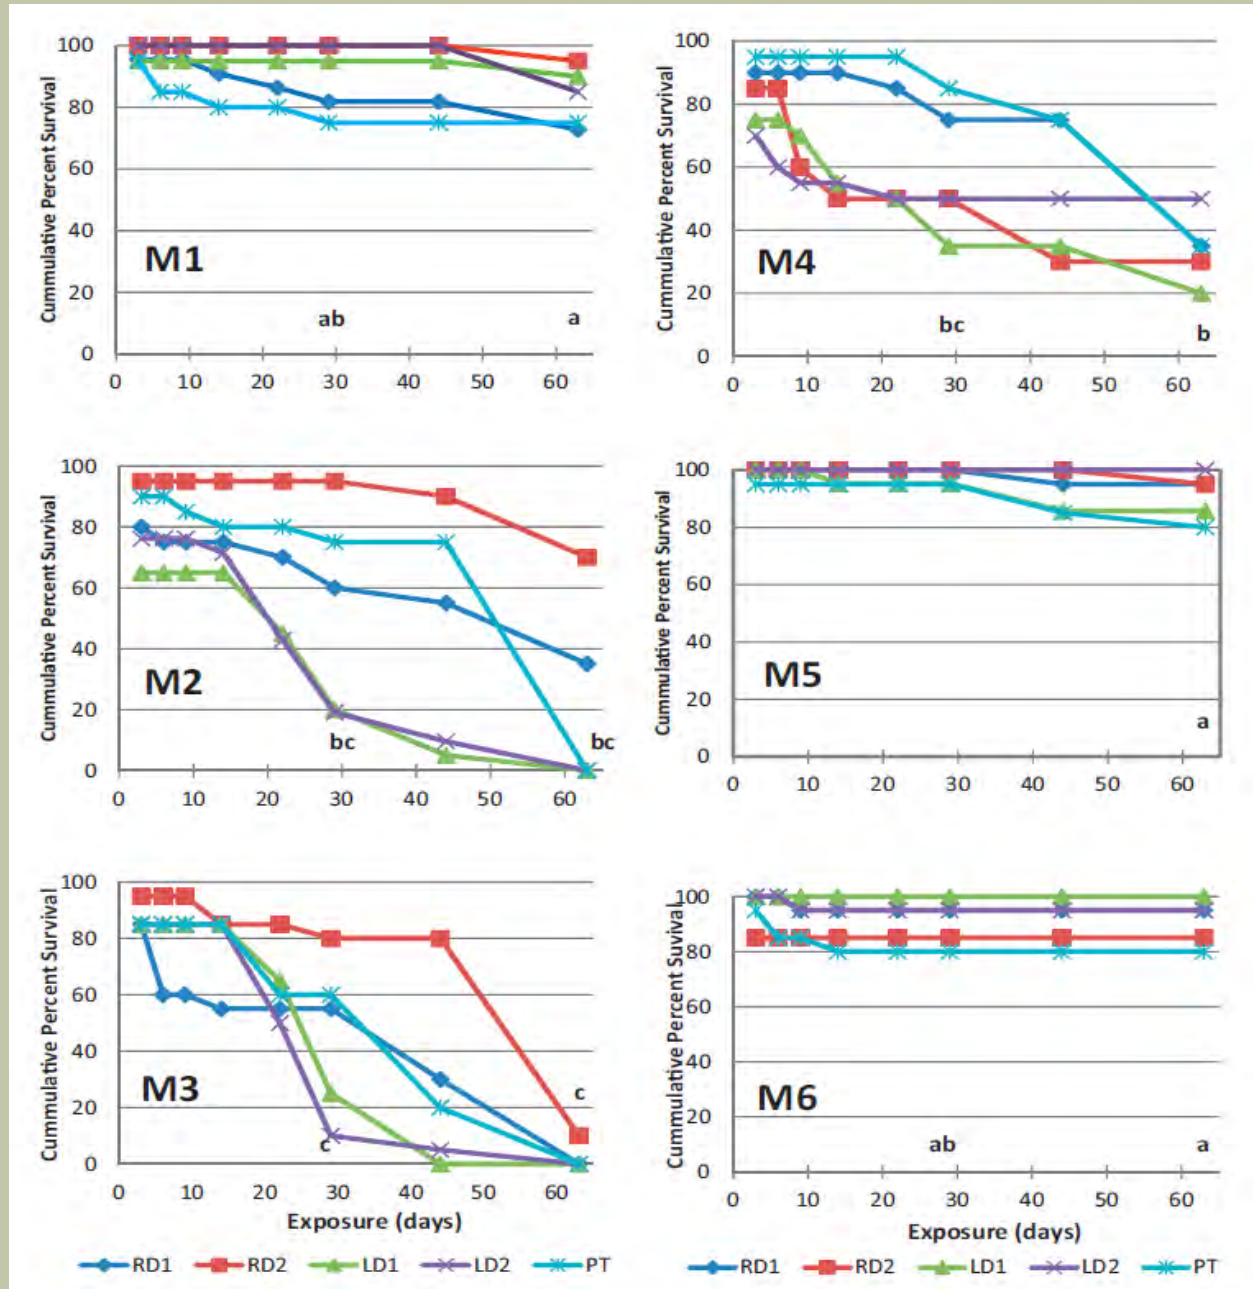 Cummulative Percent Survival
100
80
60
40
20
0
M1
ab
a
0 10 20 30 40 50 60
Cummulative Percent Survival
100
80
60
40
20
0
M4
bc
b
0 10 20 30 40 50 60
Cummulative Percent Survival
100
80
60
40
20
0
M2
bc
bc
0 10 20 30 40 50 60
Cummulative Percent Survival
100
80
60
40
20
0
M5
a
0 10 20 30 40 50 60
Cummulative Percent Survival
100
80
60
40
20
0
M3
c
c
0 10 20 30 40 50 60
Exposure (days)
RD1 RD2 LD1 LD2 PT
Cummulative Percent Suvival
100
80
60
40
20
0
M6
ab
a
0 10 20 30 40 50 60
Exposure (days)
RD1 RD2 LD1 LD2 PT